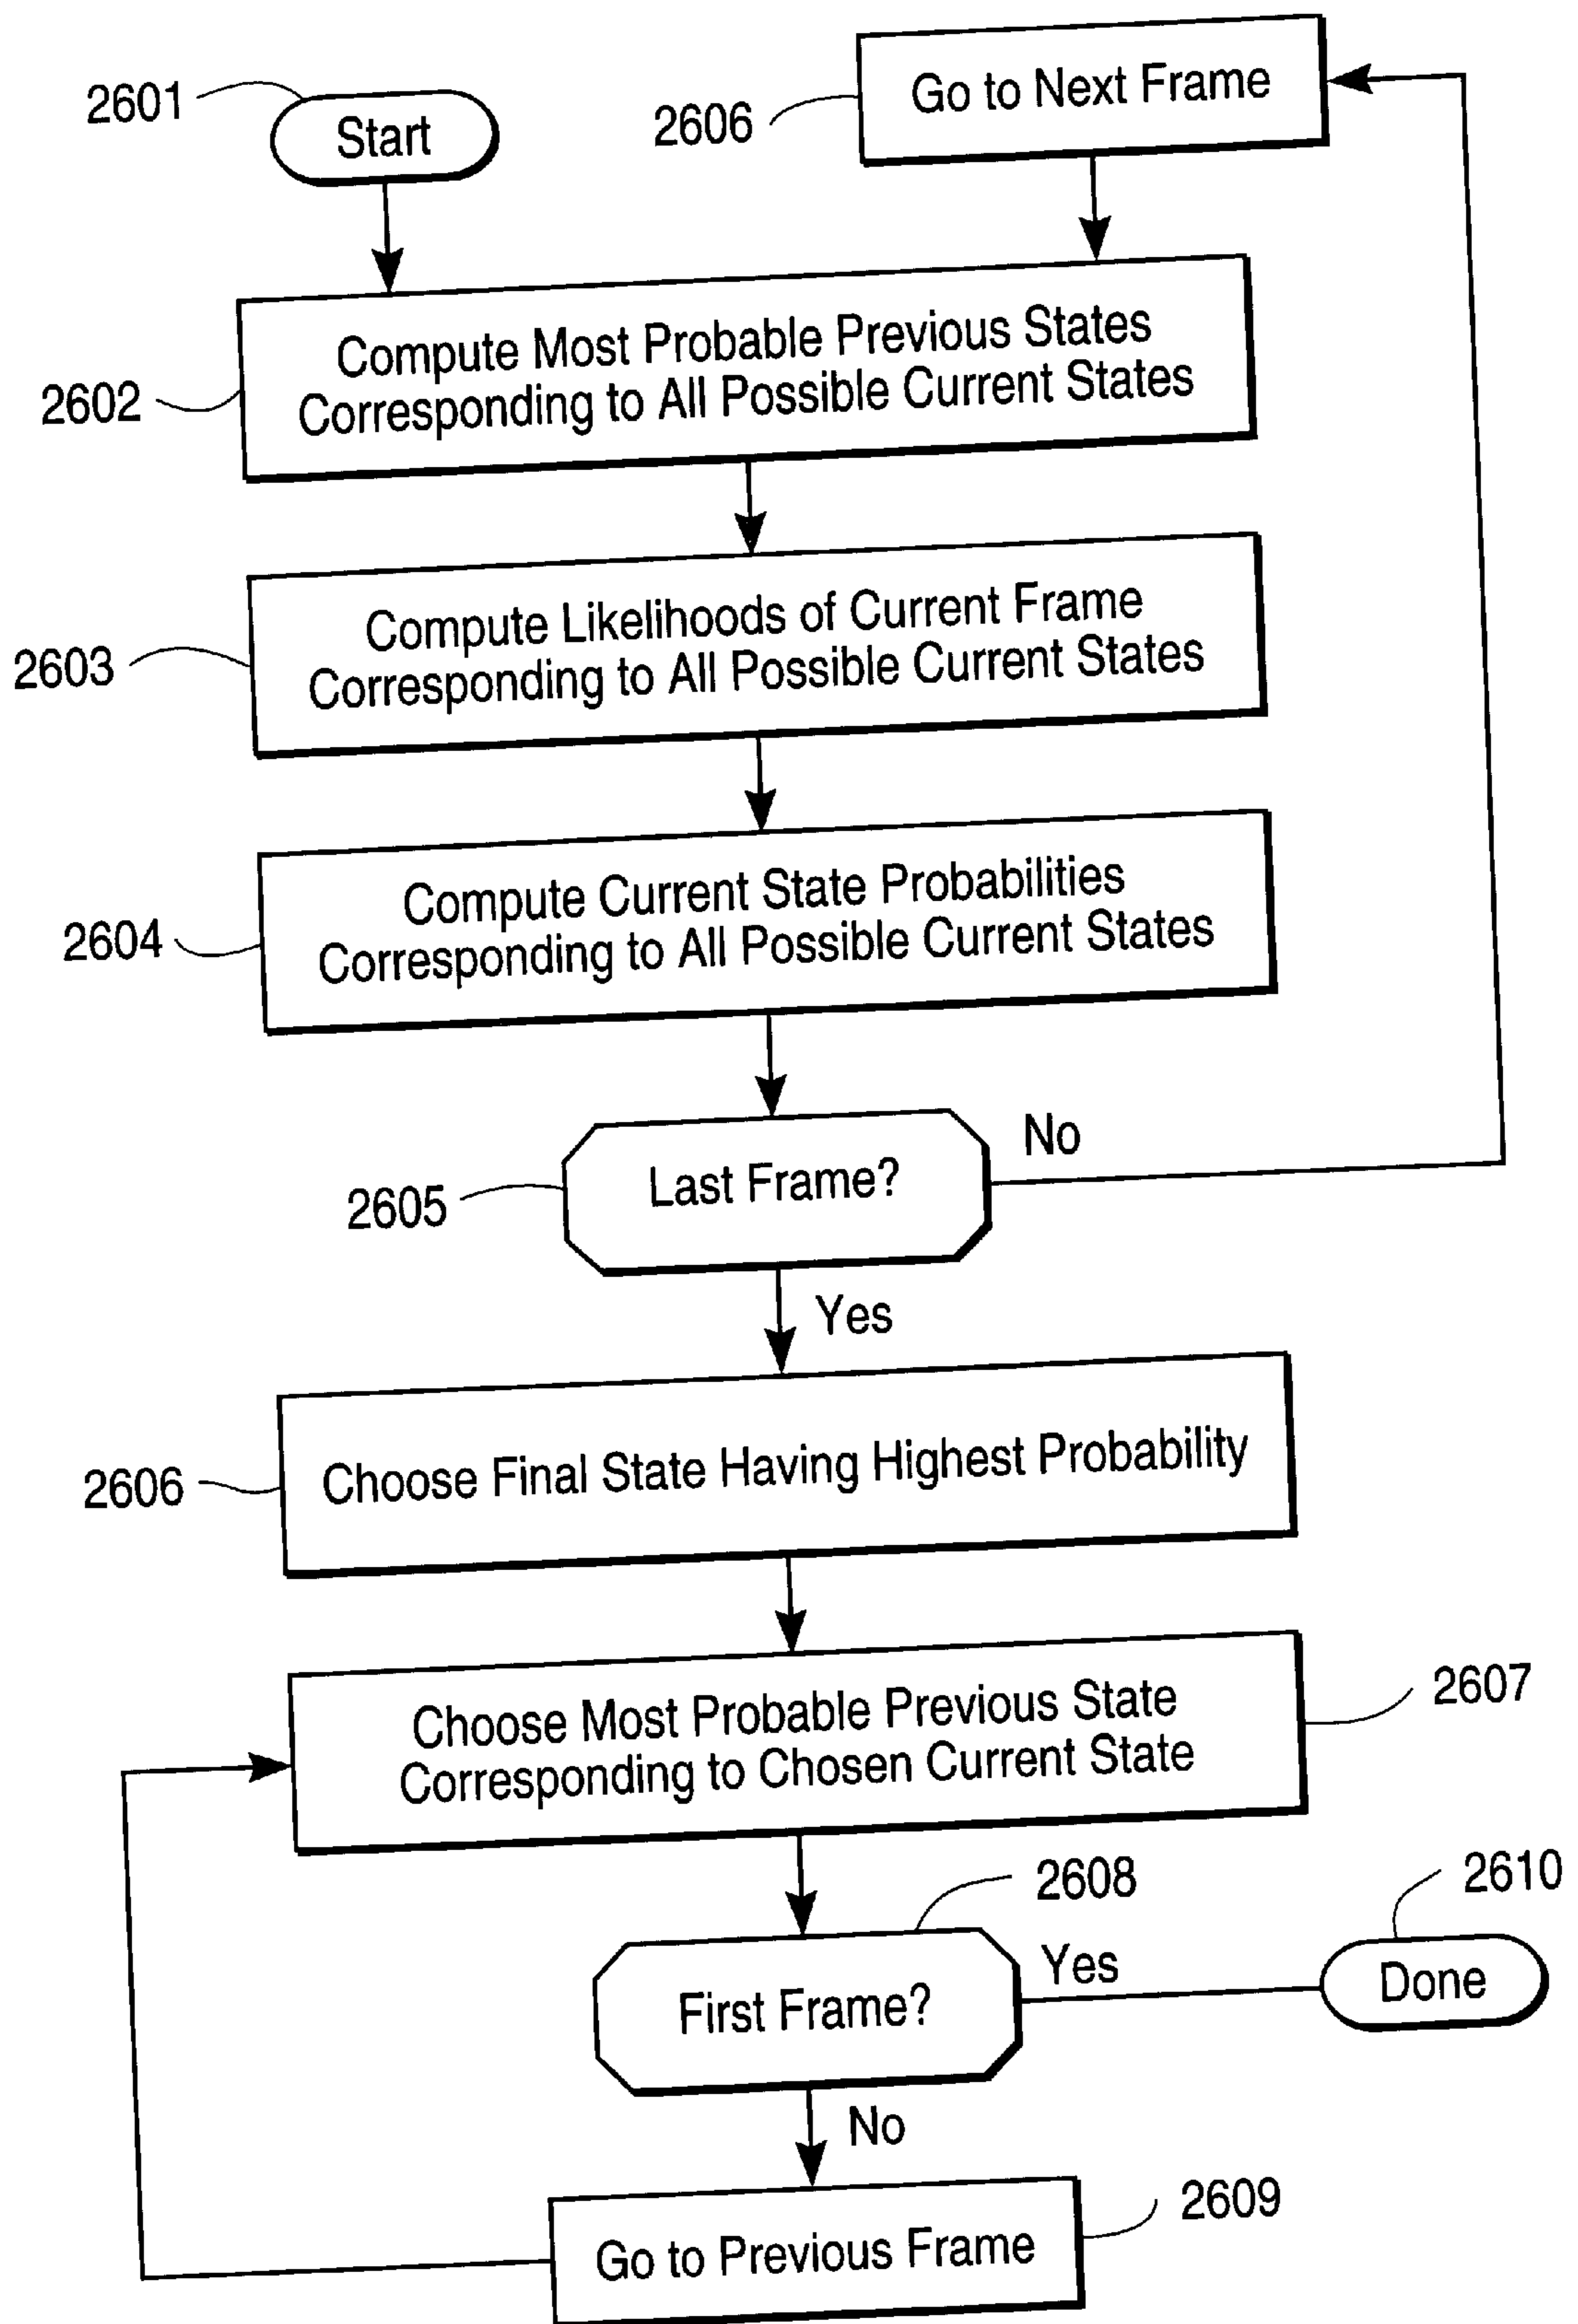 2601
Start
2606
Go to Next Frame
2602
Compute Most Probable Previous States
Corresponding to All Possible Current States
2603
Compute Likelihoods of Current Frame
Corresponding to All Possible Current States
2604
Compute Current State Probabilities
Corresponding to All Possible Current States
2605
Last Frame?
No
Yes
2606
Choose Final State Having Highest Probability
2607
Choose Most Probable Previous State
Corresponding to Chosen Current State
2608
2610
First Frame?
Yes
Done
No
2609
Go to Previous Frame